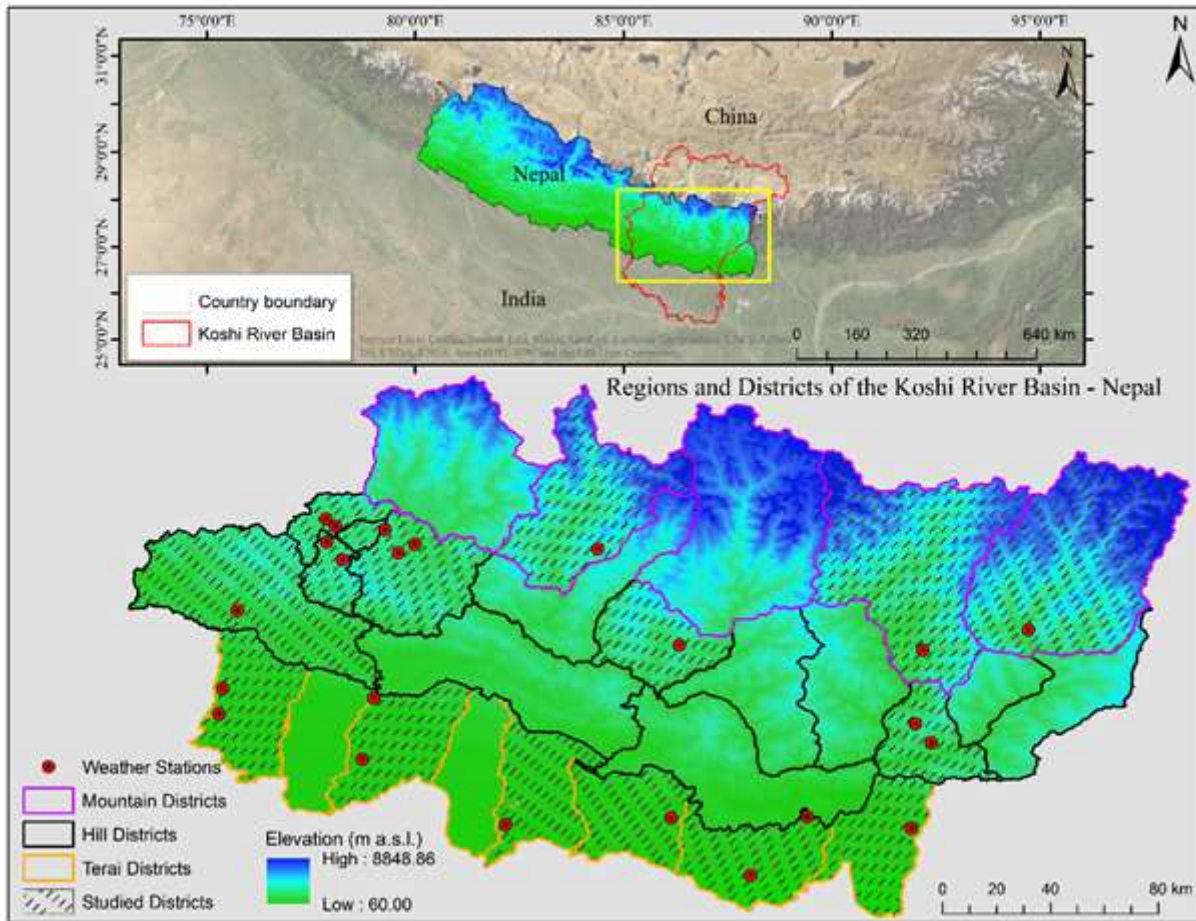 75°0'0"E 80°0'0"E 85°0'0"E 90°0'0"E 95°0'0"E
N
N
31°0'0"N
29°0'0"N
27°0'0"N
25°0'0"N
China
Nepal
India
Country boundary
Koshi River Basin
0 160 320 640 km
Regions and Districts of the Koshi River Basin - Nepal
Weather Stations
Mountain Districts
Hill Districts
Terai Districts
Studied Districts
Elevation (m a.s.l.)
High : 8848.86
Low : 60.00
0 20 40 80 km